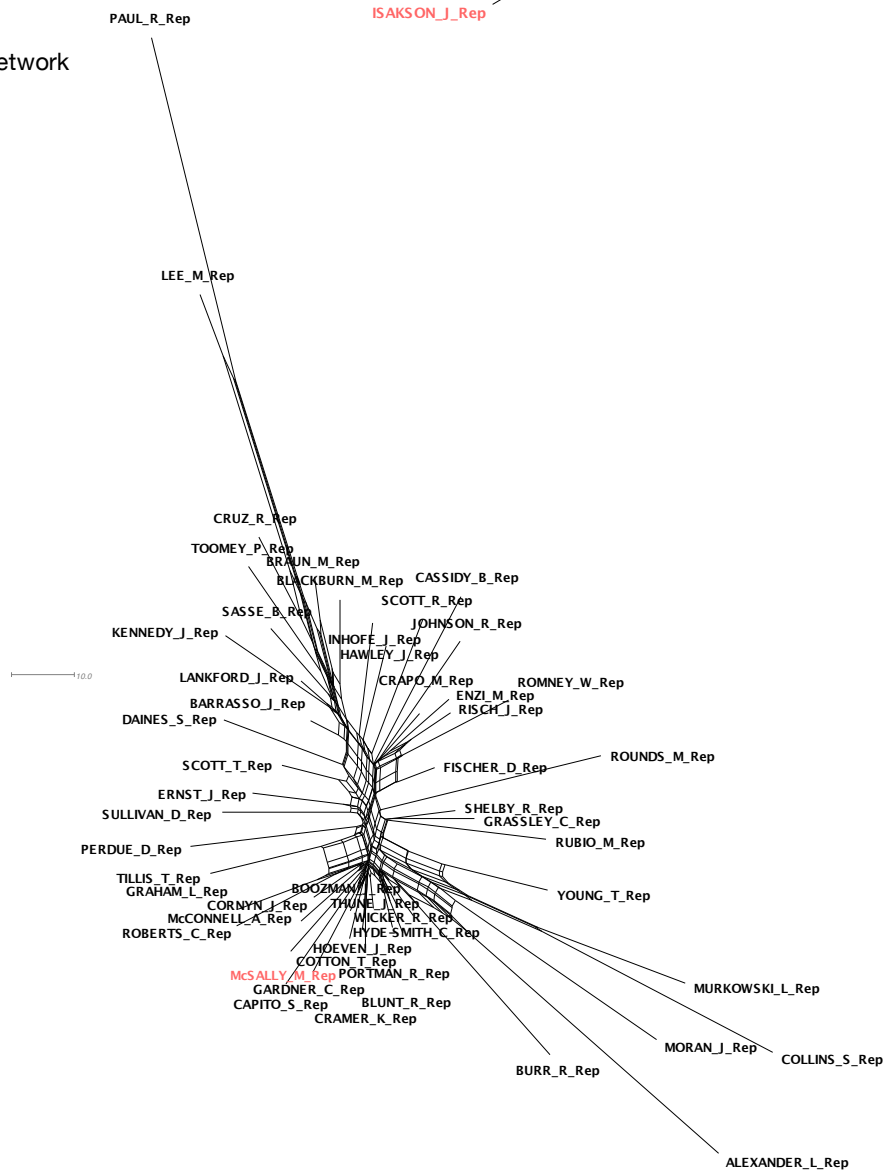 ISAKSON_J_Rep
PAUL_R_Rep
etwork
LEE_M_Rep
CRUZ_R_Rep
TOOMEY_P_Rep
BRAUN_M_Rep
CASSIDY_B_Rep
BLACKBURN_M_Rep
SCOTT_R_Rep
SASSE_B_Rep
JOHNSON_R_Rep
KENNEDY_J_Rep
INHOFE_J_Rep
HAWLEY_J_Rep
10.0
LANKFORD_J_Rep
CRAPO_M_Rep
ROMNEY_W_Rep
ENZI_M_Rep
BARRASSO_J_Rep
RISCH_J_Rep
DAINES_S_Rep
ROUNDS_M_Rep
SCOTT_T_Rep
FISCHER_D_Rep
ERNST_J_Rep
SHELBY_R_Rep
SULLIVAN_D_Rep
GRASSLEY_C_Rep
RUBIO_M_Rep
PERDUE_D_Rep
TILLIS_T_Rep
GRAHAM_L_Rep
BOOZMAN_J_Rep
YOUNG_T_Rep
CORNYN_J_Rep
THUNE_J_Rep
McCONNELL_A_Rep
WICKER_R_Rep
ROBERTS_C_Rep
HYDE-SMITH_C_Rep
HOEVEN_J_Rep
COTTON_T_Rep
McSALLY_M_Rep
PORTMAN_R_Rep
GARDNER_C_Rep
MURKOWSKI_L_Rep
CAPITO_S_Rep
BLUNT_R_Rep
CRAMER_K_Rep
MORAN_J_Rep
COLLINS_S_Rep
BURR_R_Rep
ALEXANDER_L_Rep